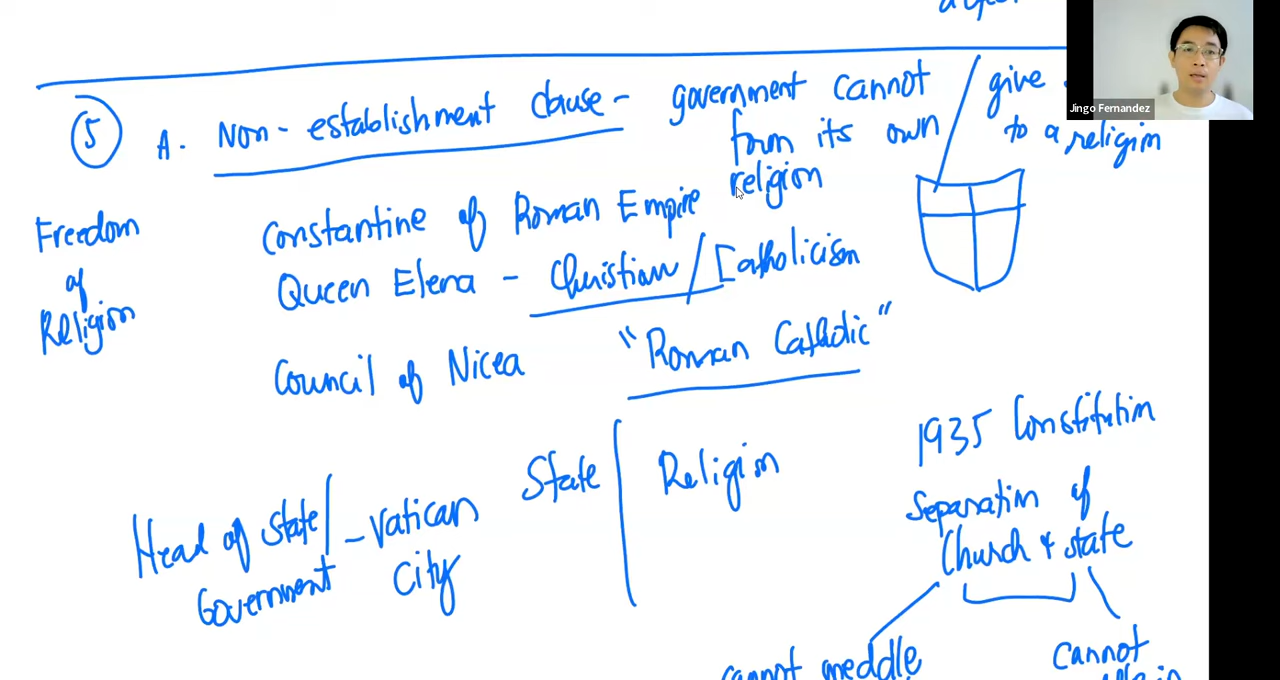 Jingo Fernandez
5 A. Non-establishment clause - government cannot / give
form its own to a religion
religion
Freedom
of
Religion
Constantine of Roman Empire
Queen Elena - Christian / Catholicism
Council of Nicea "Roman Catholic"
State | Religion
Head of state/ - Vatican
Government City
1935 Constitution
Separation of
Church & state
cannot meddle
cannot